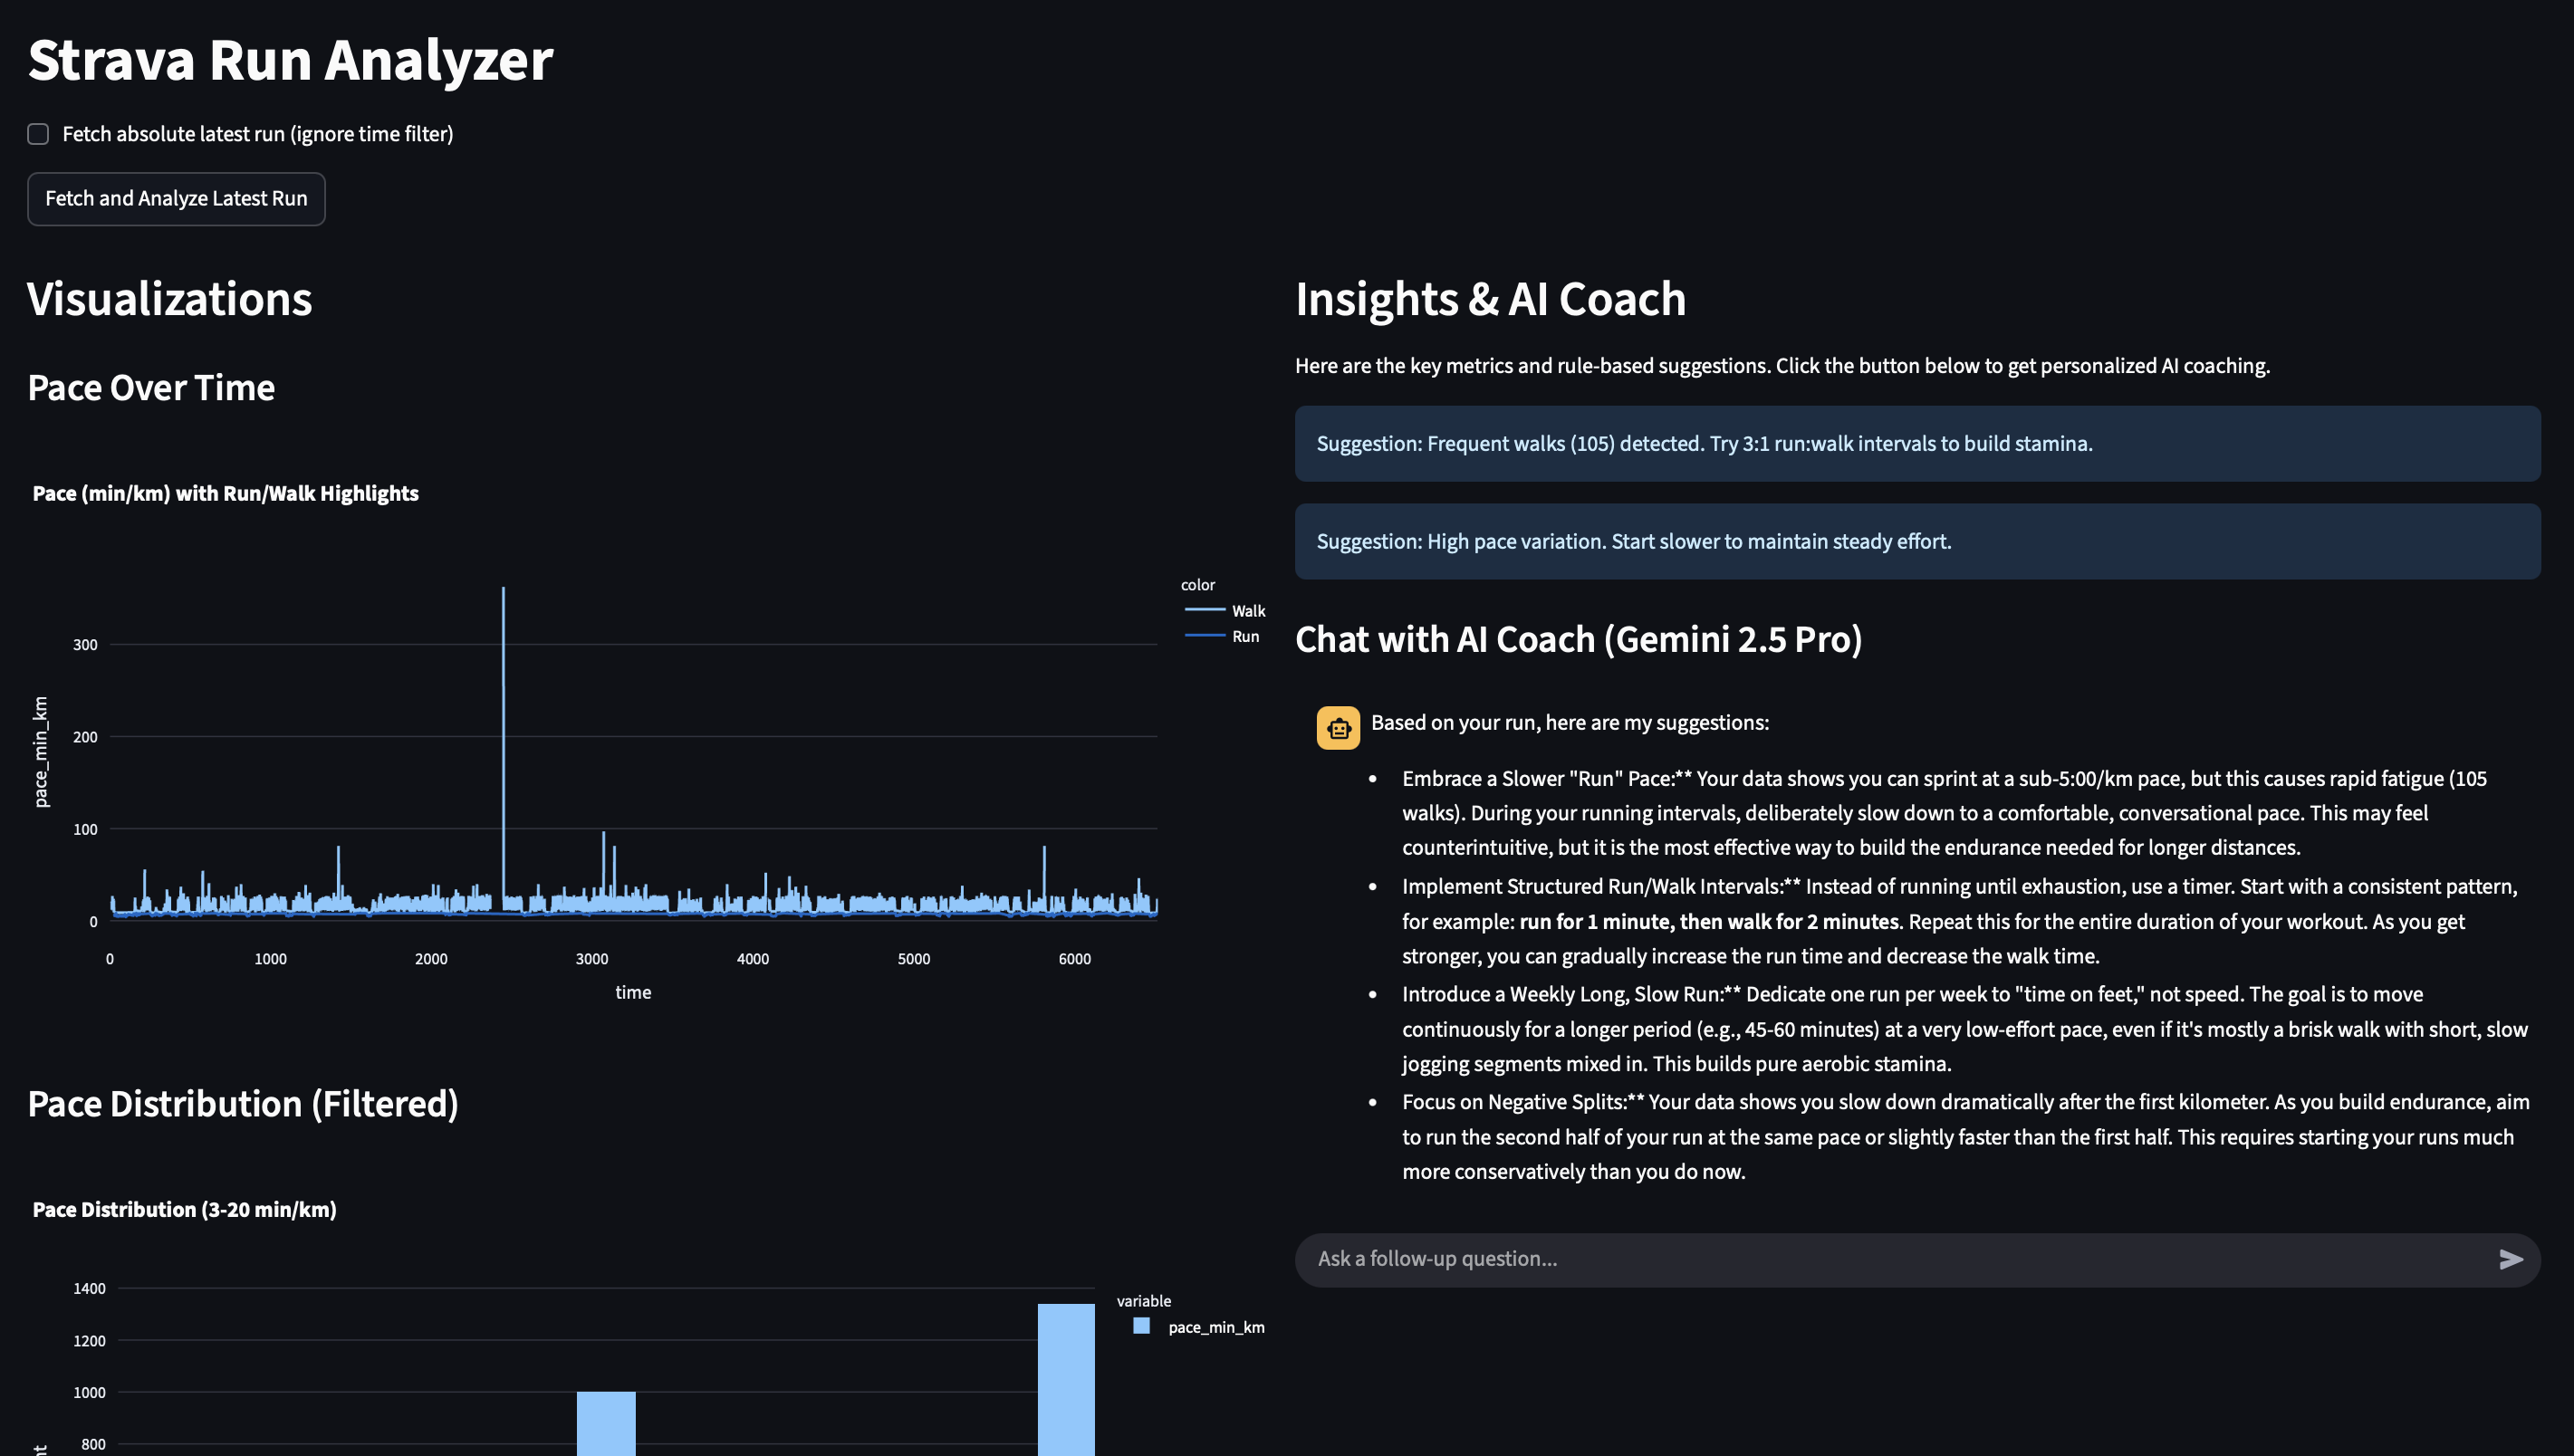 Strava Run Analyzer
Fetch absolute latest run (ignore time filter)
Fetch and Analyze Latest Run
Visualizations
Pace Over Time
Pace (min/km) with Run/Walk Highlights
color
Walk
Run
300
200
100
0
pace_min_km
0 1000 2000 3000 4000 5000 6000
time
Pace Distribution (Filtered)
Pace Distribution (3-20 min/km)
1400
1200
1000
800
variable
pace_min_km
Insights & AI Coach
Here are the key metrics and rule-based suggestions. Click the button below to get personalized AI coaching.
Suggestion: Frequent walks (105) detected. Try 3:1 run:walk intervals to build stamina.
Suggestion: High pace variation. Start slower to maintain steady effort.
Chat with AI Coach (Gemini 2.5 Pro)
Based on your run, here are my suggestions:
• Embrace a Slower "Run" Pace:** Your data shows you can sprint at a sub-5:00/km pace, but this causes rapid fatigue (105
walks). During your running intervals, deliberately slow down to a comfortable, conversational pace. This may feel
counterintuitive, but it is the most effective way to build the endurance needed for longer distances.
• Implement Structured Run/Walk Intervals:** Instead of running until exhaustion, use a timer. Start with a consistent pattern,
for example: run for 1 minute, then walk for 2 minutes. Repeat this for the entire duration of your workout. As you get
stronger, you can gradually increase the run time and decrease the walk time.
• Introduce a Weekly Long, Slow Run:** Dedicate one run per week to "time on feet," not speed. The goal is to move
continuously for a longer period (e.g., 45-60 minutes) at a very low-effort pace, even if it's mostly a brisk walk with short, slow
jogging segments mixed in. This builds pure aerobic stamina.
• Focus on Negative Splits:** Your data shows you slow down dramatically after the first kilometer. As you build endurance, aim
to run the second half of your run at the same pace or slightly faster than the first half. This requires starting your runs much
more conservatively than you do now.
Ask a follow-up question...